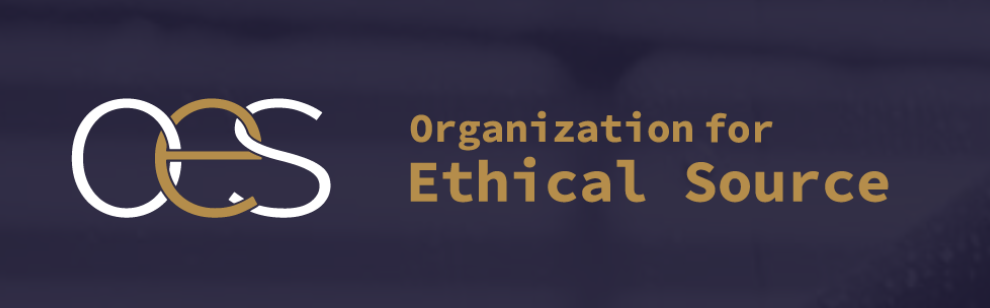 oes
Organization for
Ethical Source